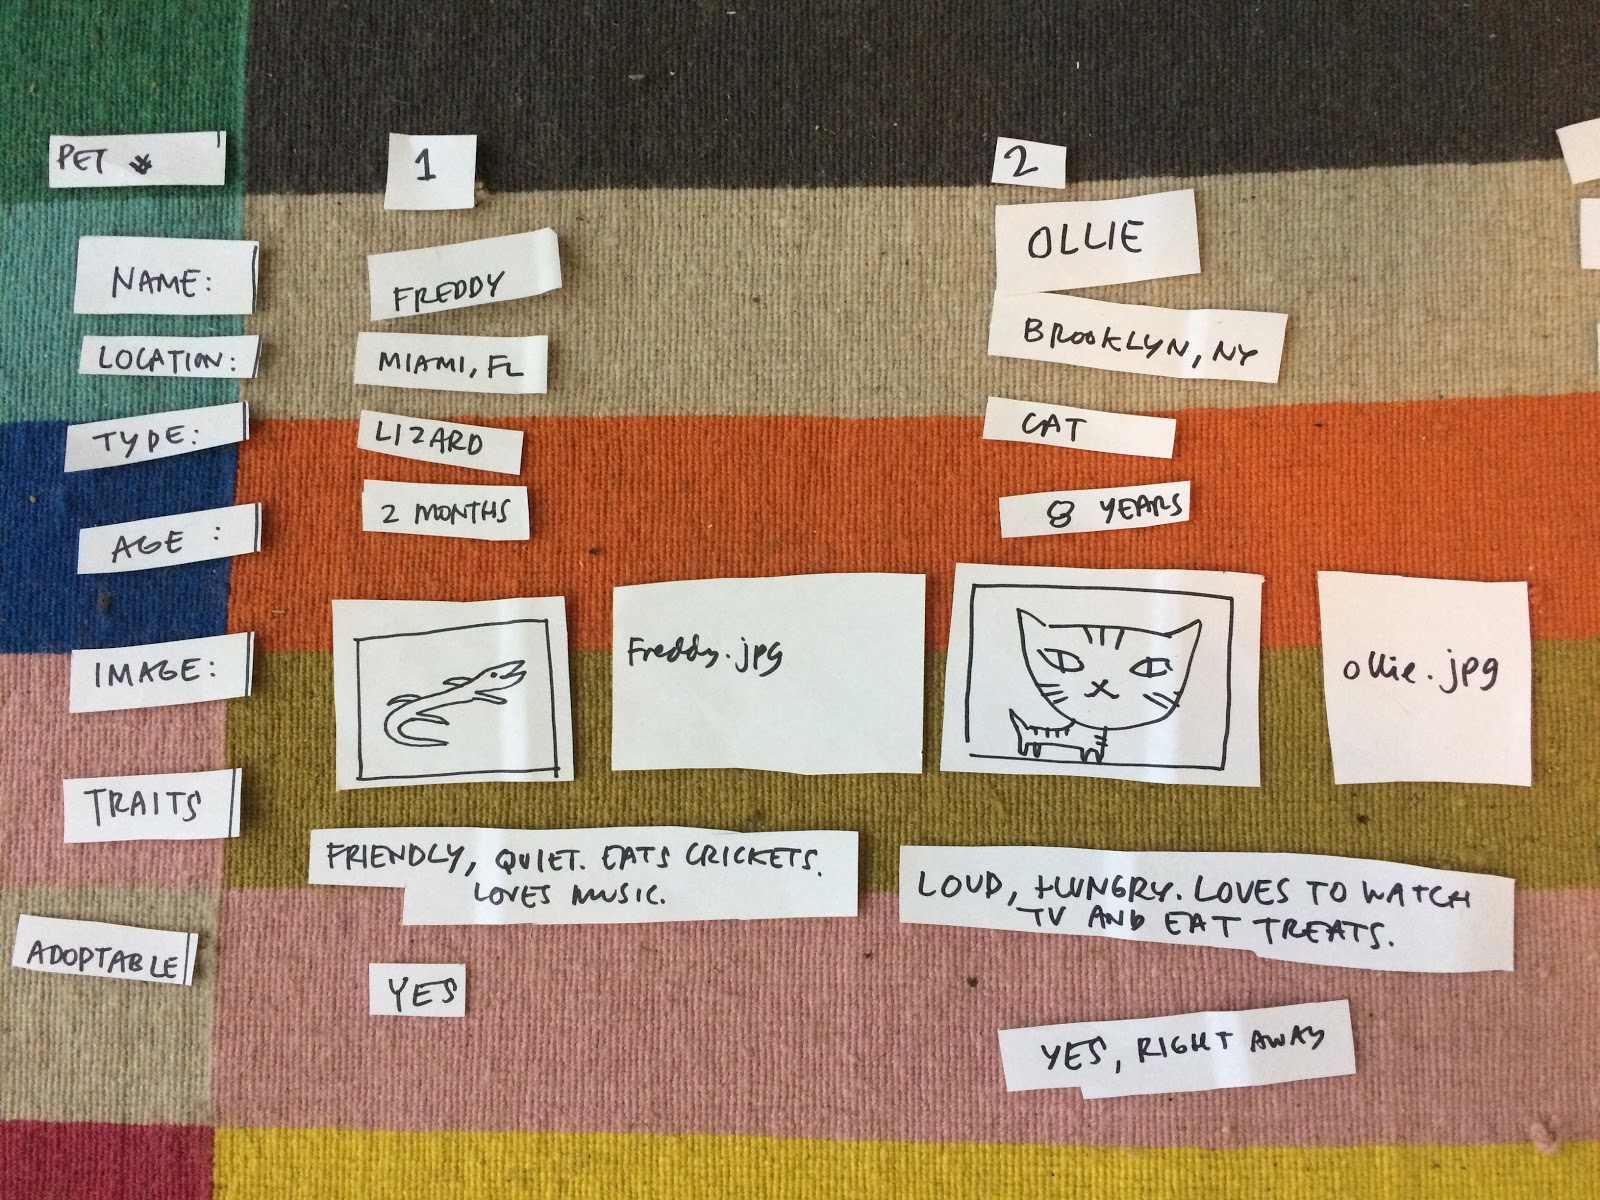 PET #
1
2
NAME:
FREDDY
OLLIE
LOCATION:
MIAMI, FL
BROOKLYN, NY
TYPE:
LIZARD
CAT
AGE :
2 MONTHS
8 YEARS
IMAGE:
Freddy.jpg
ollie.jpg
TRAITS
FRIENDLY, QUIET. EATS CRICKETS.
LOVES MUSIC.
LOUD, HUNGRY. LOVES TO WATCH
TV AND EAT TREATS.
ADOPTABLE
YES
YES, RIGHT AWAY